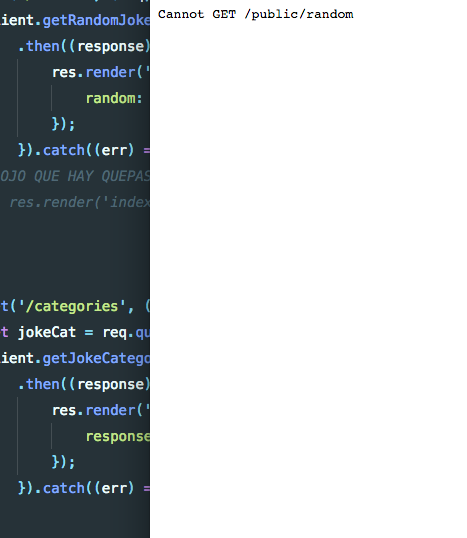 Cannot GET /public/random
ient.getRandomJoke
.then((response)
res.render('
random:
});
}).catch((err) =
OJO QUE HAY QUEPAS
res.render('index
t('/categories', (
t jokeCat = req.qu
ient.getJokeCatego
.then((response)
res.render('
response
});
}).catch((err) =